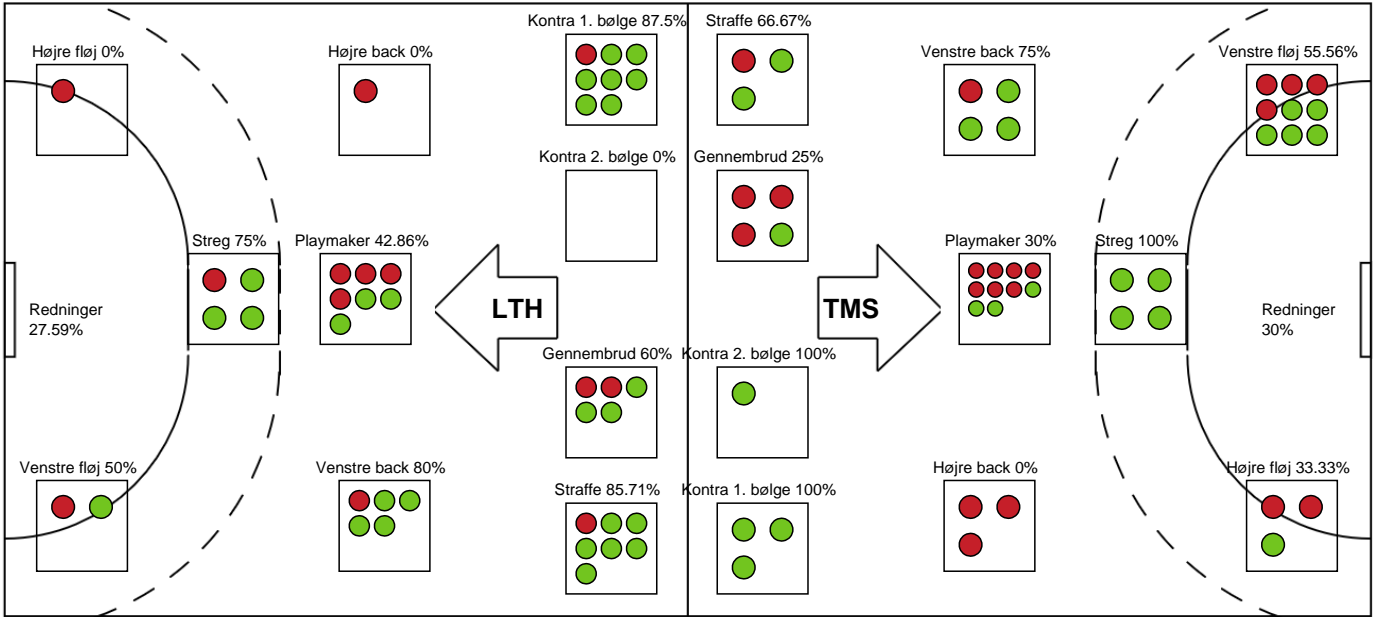 Kontra 1. bølge 87.5%
Straffe 66.67%
Højre fløj 0%
Højre back 0%
Venstre back 75%
Venstre fløj 55.56%
Kontra 2. bølge 0%
Gennembrud 25%
Streg 75%
Playmaker 42.86%
Playmaker 30%
Streg 100%
Redninger
27.59%
LTH
TMS
Redninger
30%
Gennembrud 60%
Kontra 2. bølge 100%
Venstre fløj 50%
Venstre back 80%
Højre back 0%
Højre fløj 33.33%
Straffe 85.71%
Kontra 1. bølge 100%